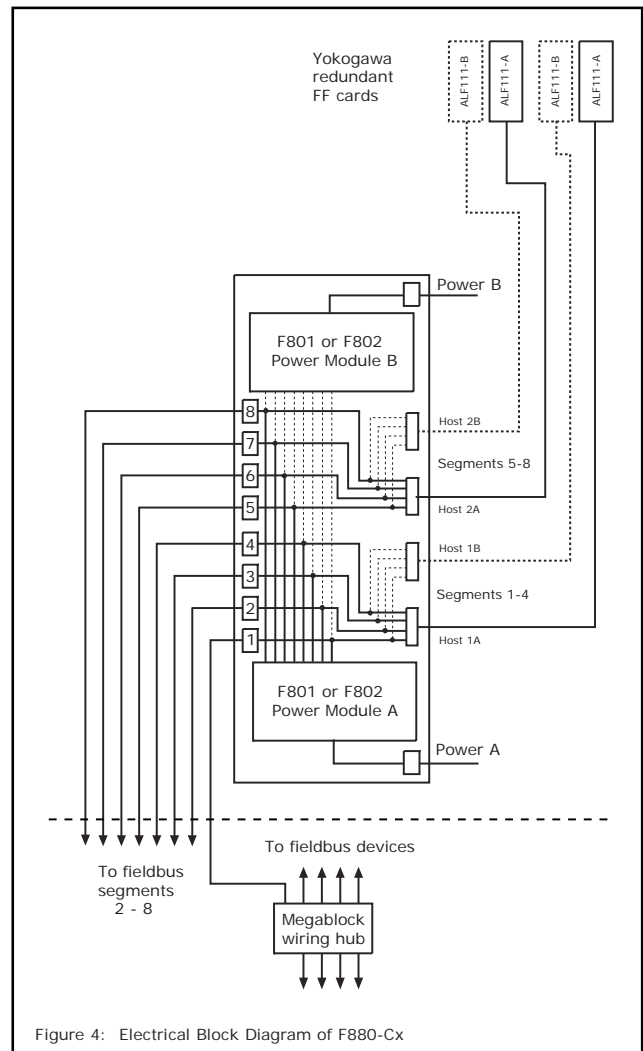 Yokogawa
redundant
FF cards
ALF111-B
ALF111-A
ALF111-B
ALF111-A
Power B
F801 or F802
Power Module B
8
7
6
5
4
3
2
1
Host 2B
Segments 5-8
Host 2A
Host 1B
Segments 1-4
Host 1A
F801 or F802
Power Module A
Power A
To fieldbus
segments
2 - 8
To fieldbus devices
Megablock
wiring hub
Figure 4: Electrical Block Diagram of F880-Cx